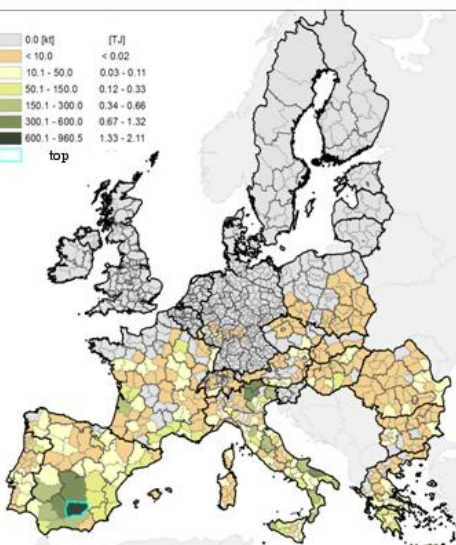 0.0 [kt] [TJ]
< 10.0 < 0.02
10.1 - 50.0 0.03 - 0.11
50.1 - 150.0 0.12 - 0.33
150.1 - 300.0 0.34 - 0.66
300.1 - 600.0 0.67 - 1.32
600.1 - 960.5 1.33 - 2.11
top